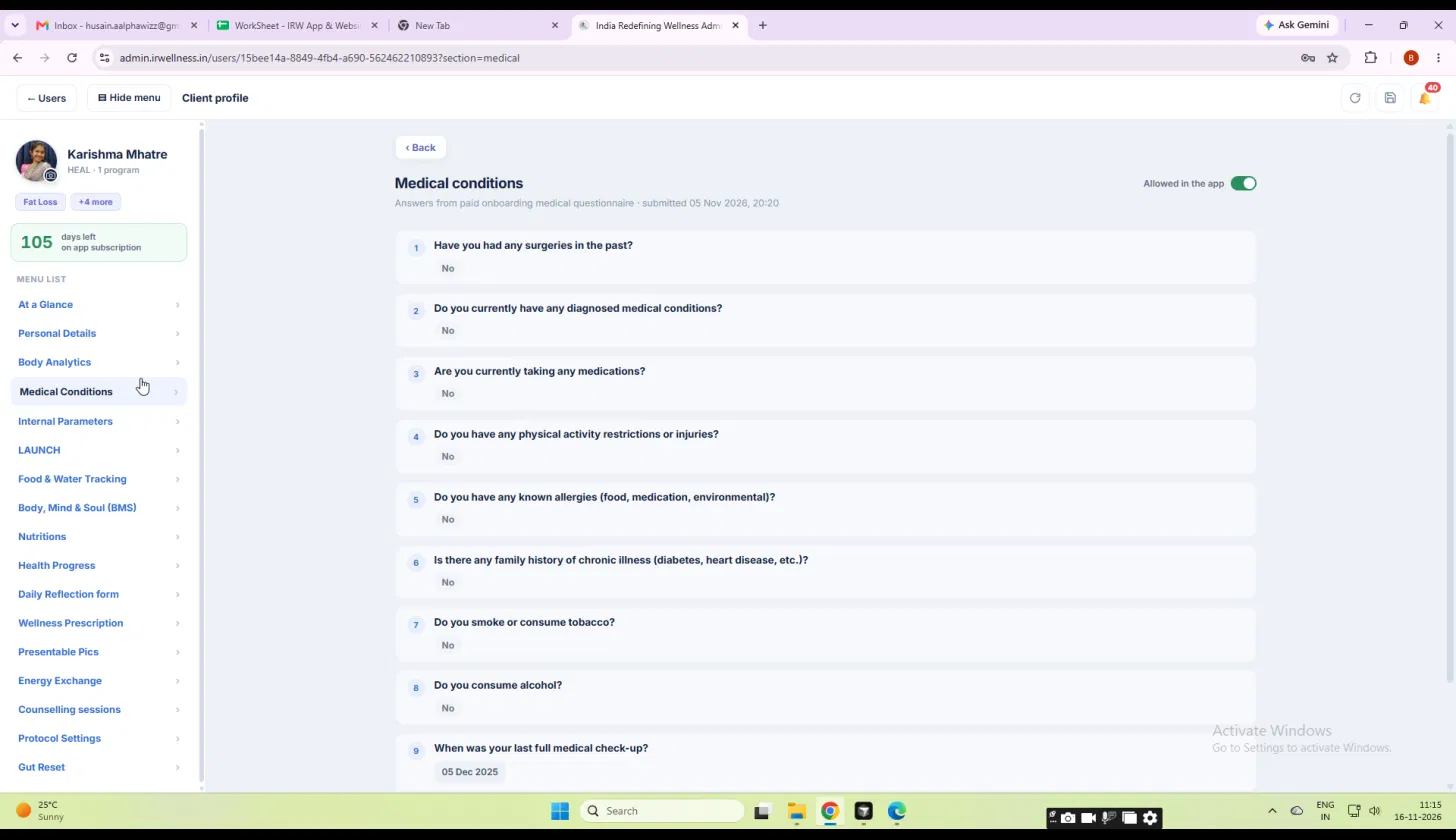 Inbox - husain.aalphawizz@gm
WorkSheet - IRW App & Websi
New Tab
India Redefining Wellness Admi
Ask Gemini
admin.irwellness.in/users/15bee14a-8849-4fb4-a690-562462210893?section=medical
B
← Users
Hide menu
Client profile
40
Karishma Mhatre
HEAL · 1 program
Fat Loss
+4 more
105 days left
on app subscription
MENU LIST
At a Glance
Personal Details
Body Analytics
Medical Conditions
Internal Parameters
LAUNCH
Food & Water Tracking
Body, Mind & Soul (BMS)
Nutritions
Health Progress
Daily Reflection form
Wellness Prescription
Presentable Pics
Energy Exchange
Counselling sessions
Protocol Settings
Gut Reset
‹ Back
Medical conditions
Allowed in the app
Answers from paid onboarding medical questionnaire · submitted 05 Nov 2026, 20:20
1 Have you had any surgeries in the past?
No
2 Do you currently have any diagnosed medical conditions?
No
3 Are you currently taking any medications?
No
4 Do you have any physical activity restrictions or injuries?
No
5 Do you have any known allergies (food, medication, environmental)?
No
6 Is there any family history of chronic illness (diabetes, heart disease, etc.)?
No
7 Do you smoke or consume tobacco?
No
8 Do you consume alcohol?
No
9 When was your last full medical check-up?
05 Dec 2025
Activate Windows
Go to Settings to activate Windows.
25°C
Sunny
Search
ENG
IN
11:15
16-11-2026